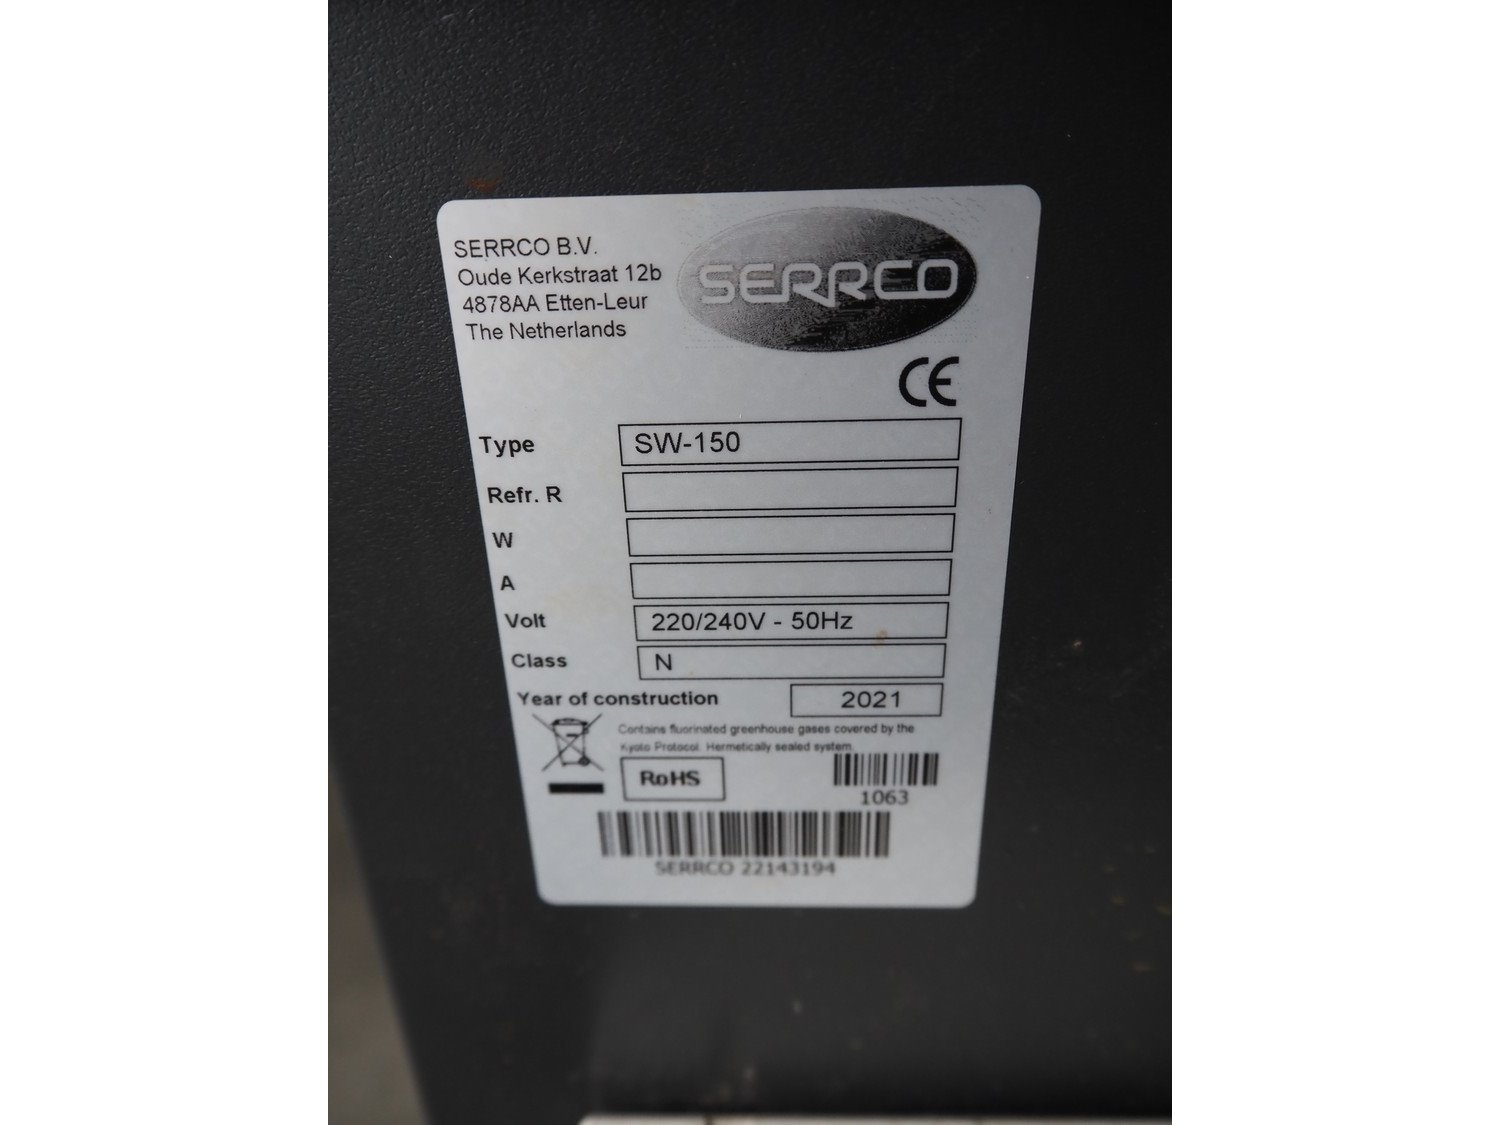 SERRCO B.V.
Oude Kerkstraat 12b
4878AA Etten-Leur
The Netherlands
SERRCO
CE
Type SW-150
Refr. R
W
A
Volt 220/240V - 50Hz
Class N
Year of construction 2021
Contains fluorinated greenhouse gases covered by the
Kyoto Protocol. Hermetically sealed system.
RoHS
1063
SERRCO 22143194